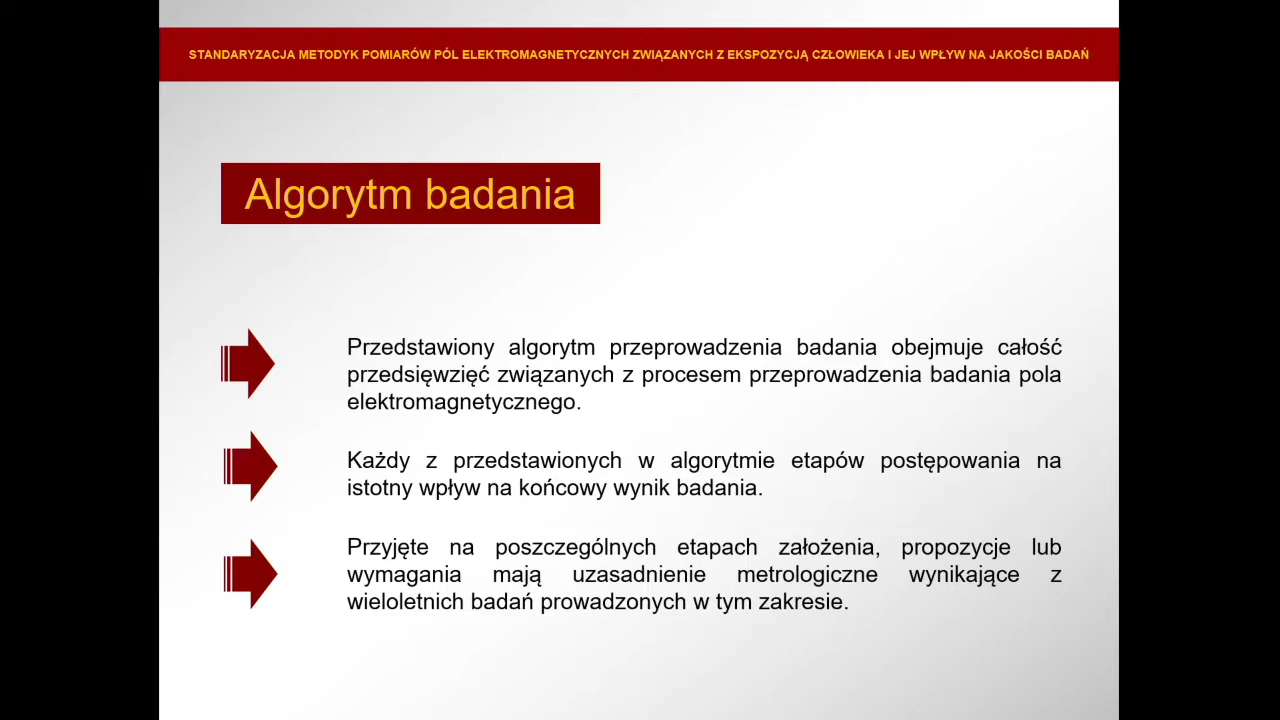 STANDARYZACJA METODYK POMIARÓW PÓL ELEKTROMAGNETYCZNYCH ZWIĄZANYCH Z EKSPOZYCJĄ CZŁOWIEKA I JEJ WPŁYW NA JAKOŚCI BADAŃ
Algorytm badania
Przedstawiony algorytm przeprowadzenia badania obejmuje całość
przedsięwzięć związanych z procesem przeprowadzenia badania pola
elektromagnetycznego.
Każdy z przedstawionych w algorytmie etapów postępowania na
istotny wpływ na końcowy wynik badania.
Przyjęte na poszczególnych etapach założenia, propozycje lub
wymagania mają uzasadnienie metrologiczne wynikające z
wieloletnich badań prowadzonych w tym zakresie.